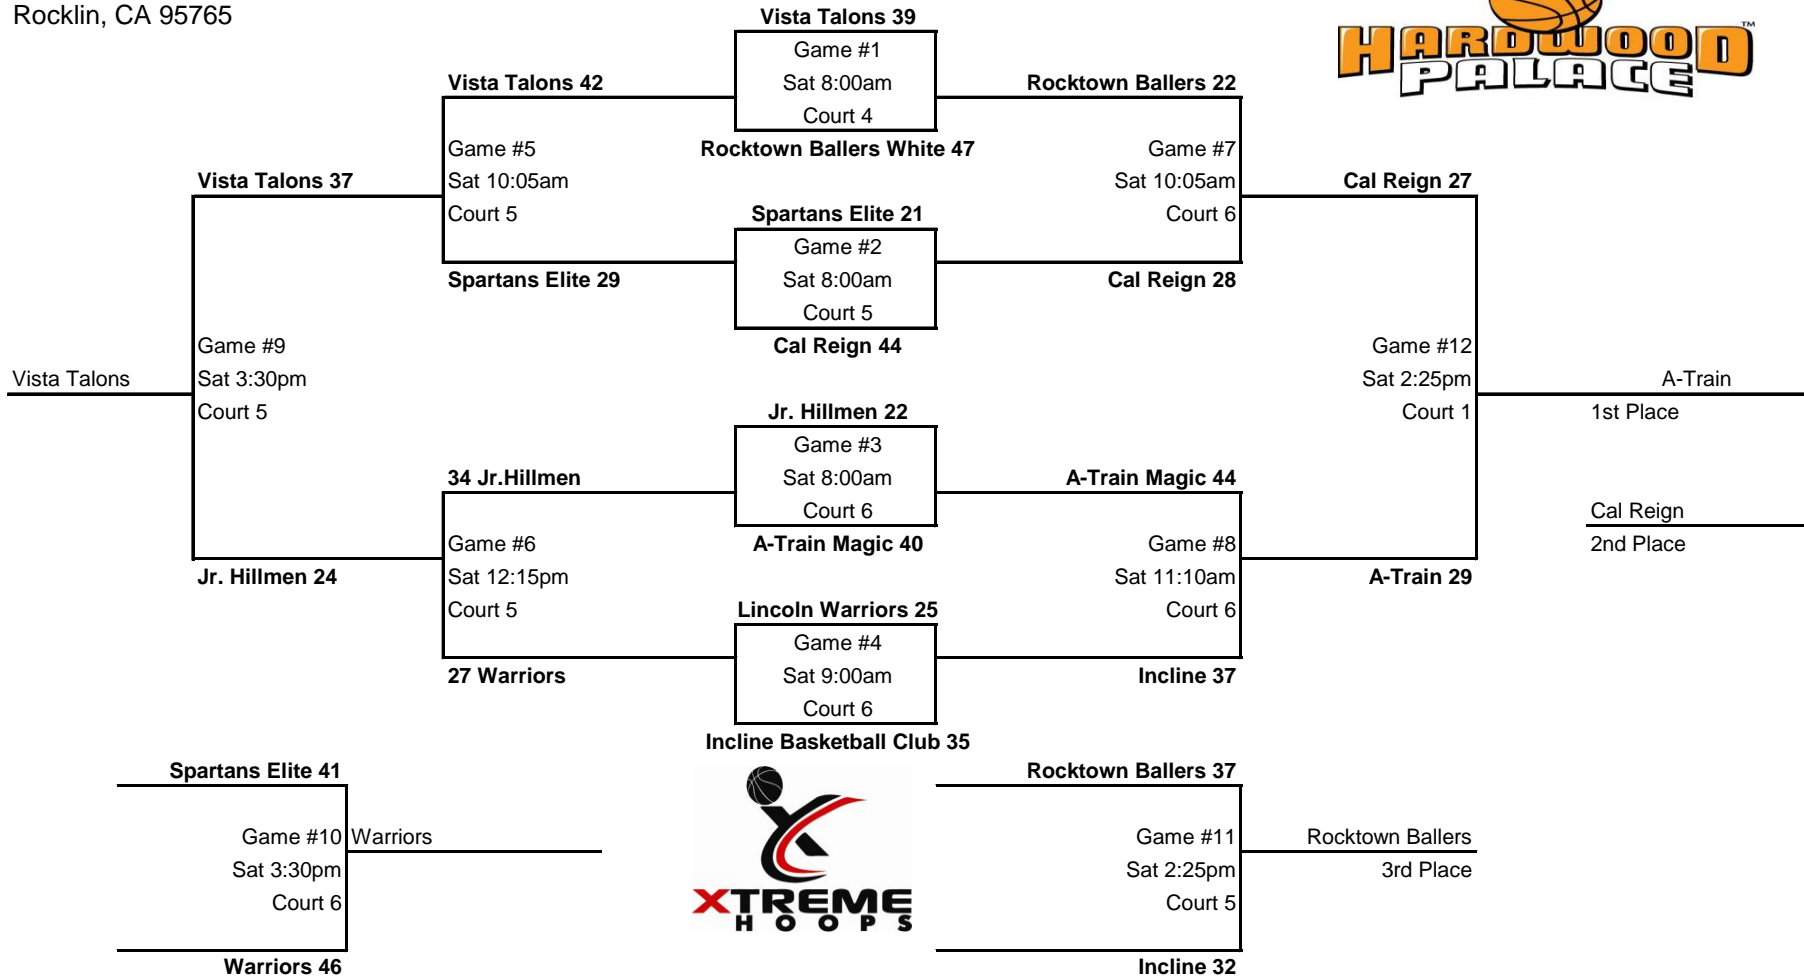 Rocklin, CA 95765
HARDWOOD
PALACE
TM
Vista Talons 39
Game #1
Sat 8:00am
Court 4
Rocktown Ballers White 47
Vista Talons 42
Game #5
Sat 10:05am
Court 5
Spartans Elite 29
Rocktown Ballers 22
Game #7
Sat 10:05am
Court 6
Cal Reign 28
Vista Talons 37
Game #9
Sat 3:30pm
Court 5
Jr. Hillmen 24
Vista Talons
Spartans Elite 21
Game #2
Sat 8:00am
Court 5
Cal Reign 44
Cal Reign 27
Game #12
Sat 2:25pm
Court 1
A-Train 29
A-Train
1st Place
Cal Reign
2nd Place
Jr. Hillmen 22
Game #3
Sat 8:00am
Court 6
A-Train Magic 40
34 Jr.Hillmen
Game #6
Sat 12:15pm
Court 5
27 Warriors
A-Train Magic 44
Game #8
Sat 11:10am
Court 6
Incline 37
Lincoln Warriors 25
Game #4
Sat 9:00am
Court 6
Incline Basketball Club 35
Spartans Elite 41
Game #10
Sat 3:30pm
Court 6
Warriors 46
Warriors
XTREME
HOOPS
Rocktown Ballers 37
Game #11
Sat 2:25pm
Court 5
Incline 32
Rocktown Ballers
3rd Place